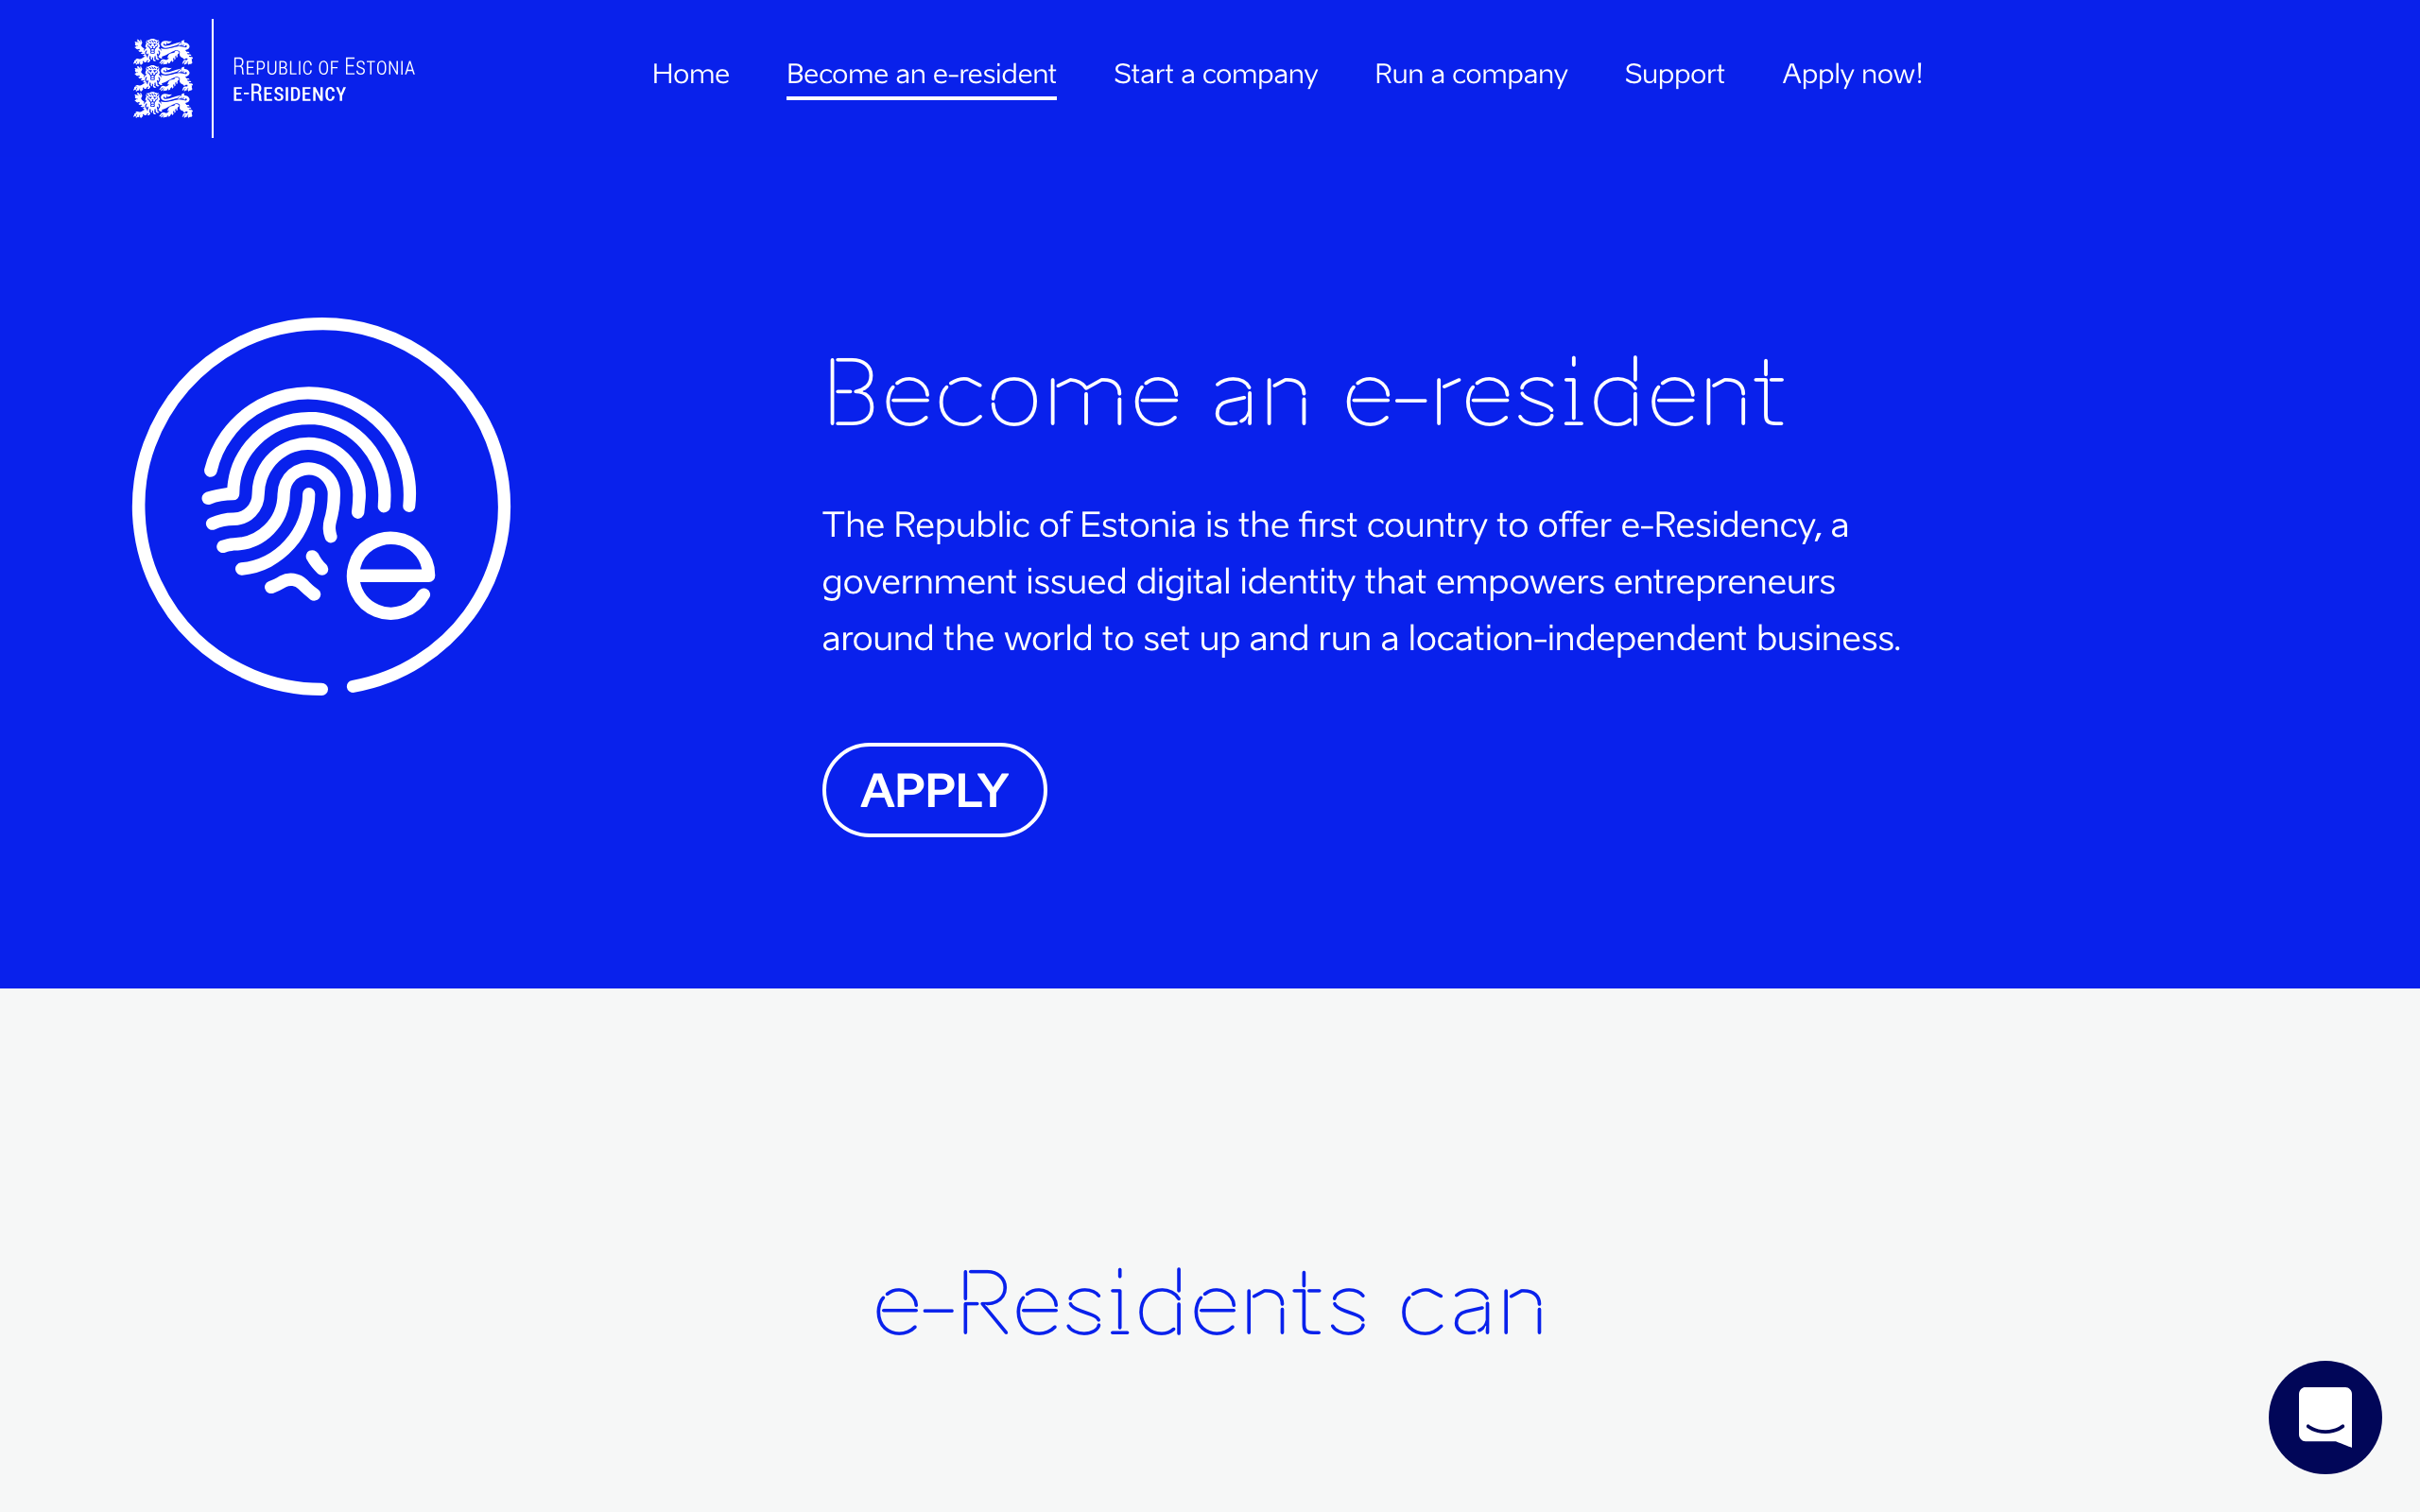 REPUBLIC OF ESTONIA
E-RESIDENCY
Home
Become an e-resident
Start a company
Run a company
Support
Apply now!
Become an e-resident
The Republic of Estonia is the first country to offer e-Residency, a
government issued digital identity that empowers entrepreneurs
around the world to set up and run a location-independent business.
APPLY
e-Residents can